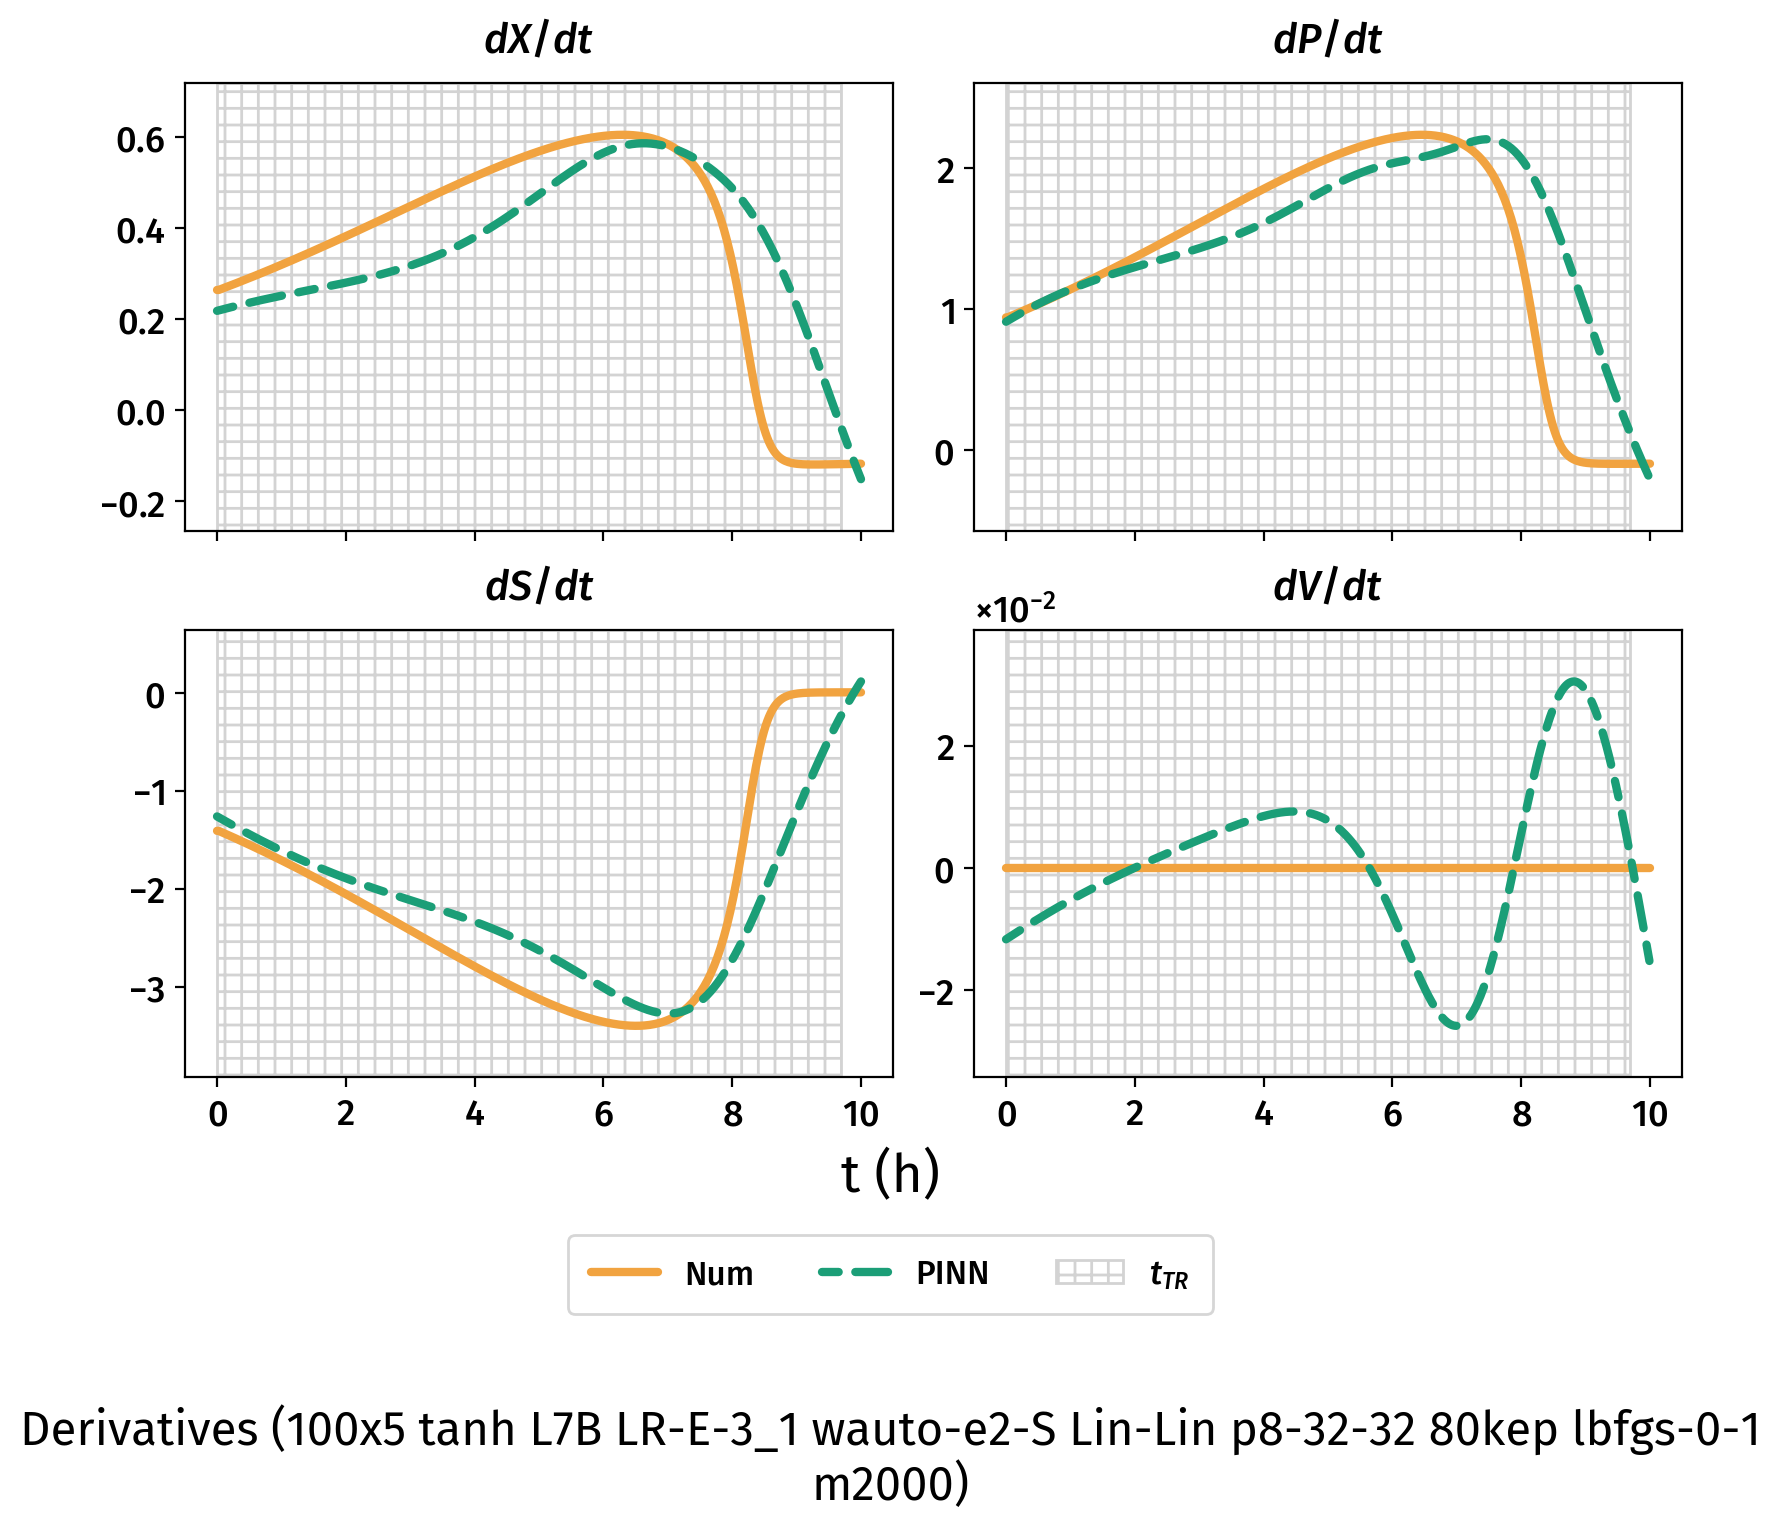 dX/dt
dP/dt
0.6
0.4
0.2
0.0
−0.2
2
1
0
dS/dt
dV/dt
×10⁻²
0
−1
−2
−3
2
0
−2
0 2 4 6 8 10
0 2 4 6 8 10
t (h)
Num PINN t_TR
Derivatives (100x5 tanh L7B LR-E-3_1 wauto-e2-S Lin-Lin p8-32-32 80kep lbfgs-0-1
m2000)